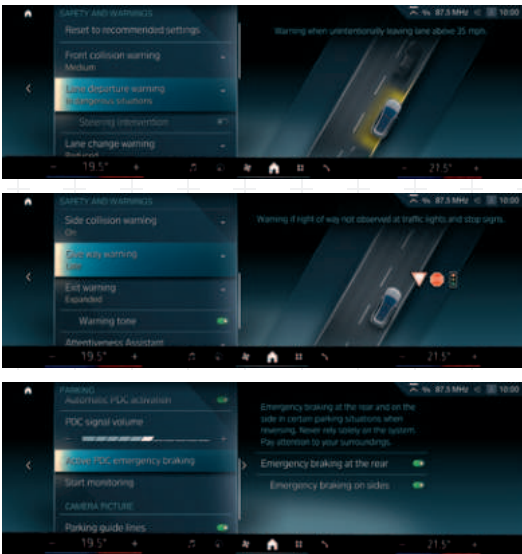 SAFETY AND WARNINGS
87.5 MHz
10:00
Reset to recommended settings
Warning when unintentionally leaving lane above 35 mph.
Front collision warning
Medium
Lane departure warning
In dangerous situations
Steering intervention
Lane change warning
Reduced
- 19.5° +
- 21.5° +
SAFETY AND WARNINGS
87.5 MHz
10:00
Side collision warning
On
Warning if right of way not observed at traffic lights and stop signs.
Give way warning
Exit warning
Expanded
Warning tone
Attentiveness Assistant
- 19.5° +
- 21.5° +
PARKING
87.5 MHz
10:00
Automatic PDC activation
Emergency braking at the rear and on the
side in certain parking situations when
reversing. Never rely solely on the system.
Pay attention to your surroundings.
PDC signal volume
- +
Active PDC emergency braking
Emergency braking at the rear
Start monitoring
Emergency braking on sides
CAMERA PICTURE
Parking guide lines
- 19.5° +
- 21.5° +